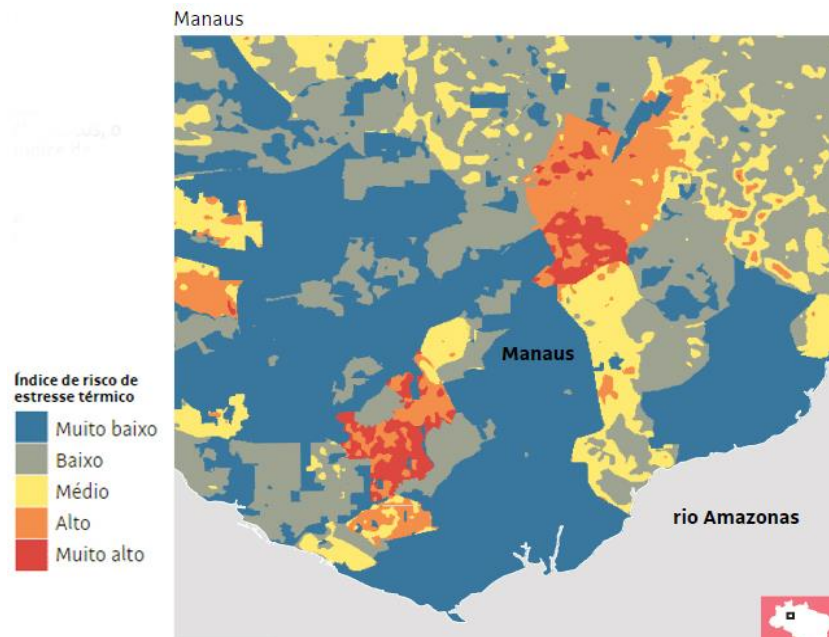 Manaus
Índice de risco de
estresse térmico
Muito baixo
Baixo
Médio
Alto
Muito alto
Manaus
rio Amazonas